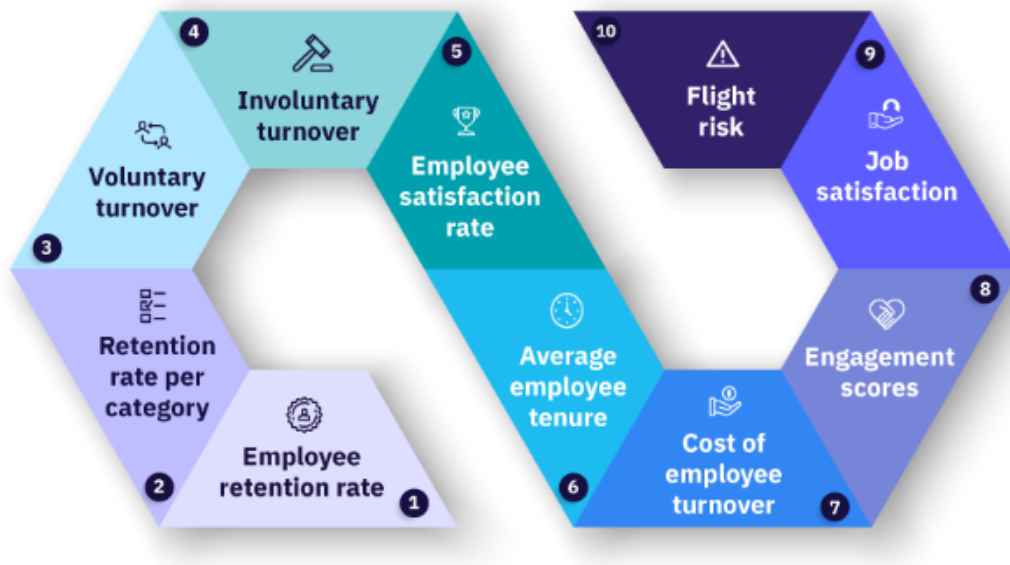 1
Employee
retention rate
2
Retention
rate per
category
3
Voluntary
turnover
4
Involuntary
turnover
5
Employee
satisfaction
rate
6
Average
employee
tenure
7
Cost of
employee
turnover
8
Engagement
scores
9
Job
satisfaction
10
Flight
risk